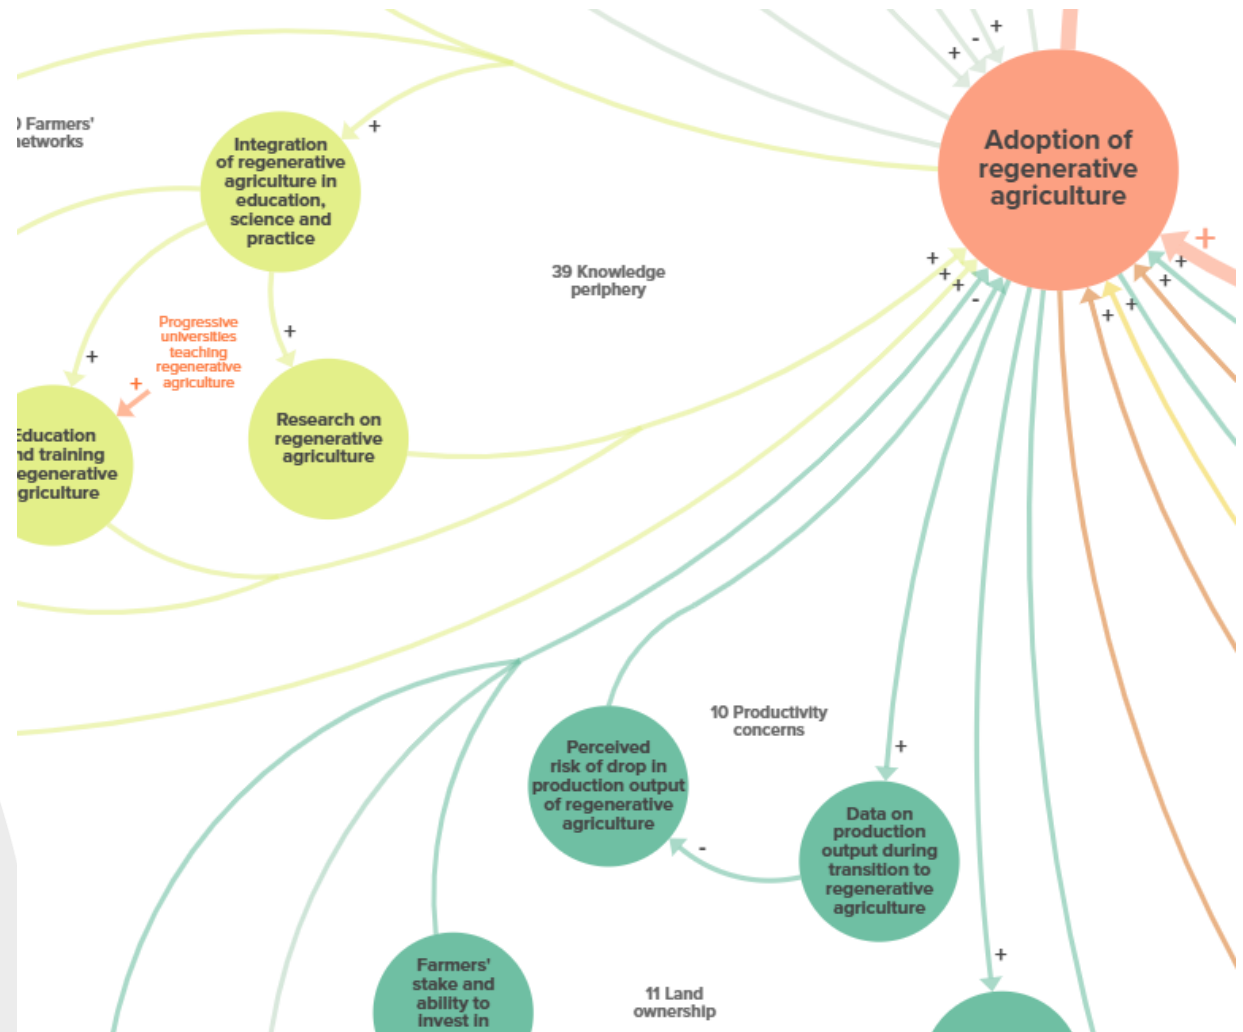 Farmers'
networks
Integration
of regenerative
agriculture in
education,
science and
practice
Adoption of
regenerative
agriculture
39 Knowledge
periphery
Progressive
universities
teaching
regenerative
agriculture
Education
and training
regenerative
agriculture
Research on
regenerative
agriculture
10 Productivity
concerns
Perceived
risk of drop in
production output
of regenerative
agriculture
Data on
production
output during
transition to
regenerative
agriculture
Farmers'
stake and
ability to
invest in
11 Land
ownership
+
+
-
+
+
+
+
+
+
+
+
-
+
+
+
+
+
+
-
+